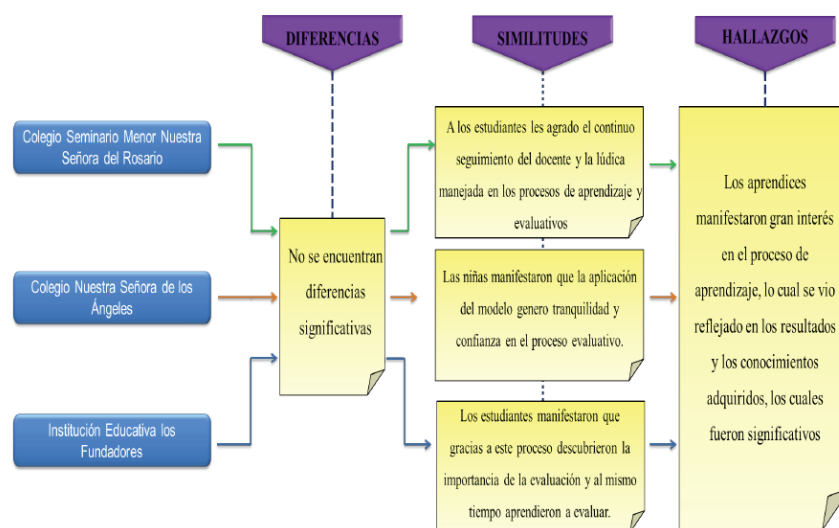 DIFERENCIAS
SIMILITUDES
HALLAZGOS
Colegio Seminario Menor Nuestra
Señora del Rosario
Colegio Nuestra Señora de los
Ángeles
Institución Educativa los
Fundadores
No se encuentran
diferencias
significativas
A los estudiantes les agrado el continuo
seguimiento del docente y la lúdica
manejada en los procesos de aprendizaje y
evaluativos
Las niñas manifestaron que la aplicación
del modelo genero tranquilidad y
confianza en el proceso evaluativo.
Los estudiantes manifestaron que
gracias a este proceso descubrieron la
importancia de la evaluación y al mismo
tiempo aprendieron a evaluar.
Los aprendices
manifestaron gran interés
en el proceso de
aprendizaje, lo cual se vio
reflejado en los resultados
y los conocimientos
adquiridos, los cuales
fueron significativos